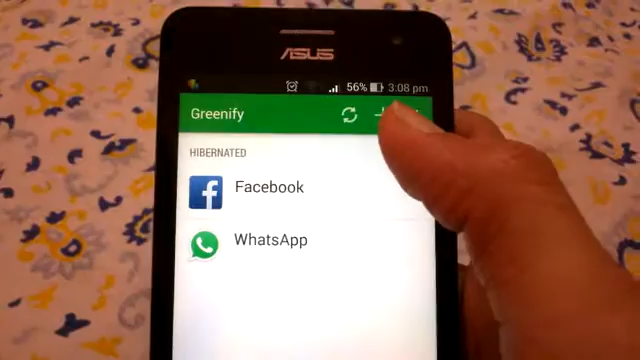 ASUS
56% 3:08 pm
Greenify
HIBERNATED
Facebook
WhatsApp